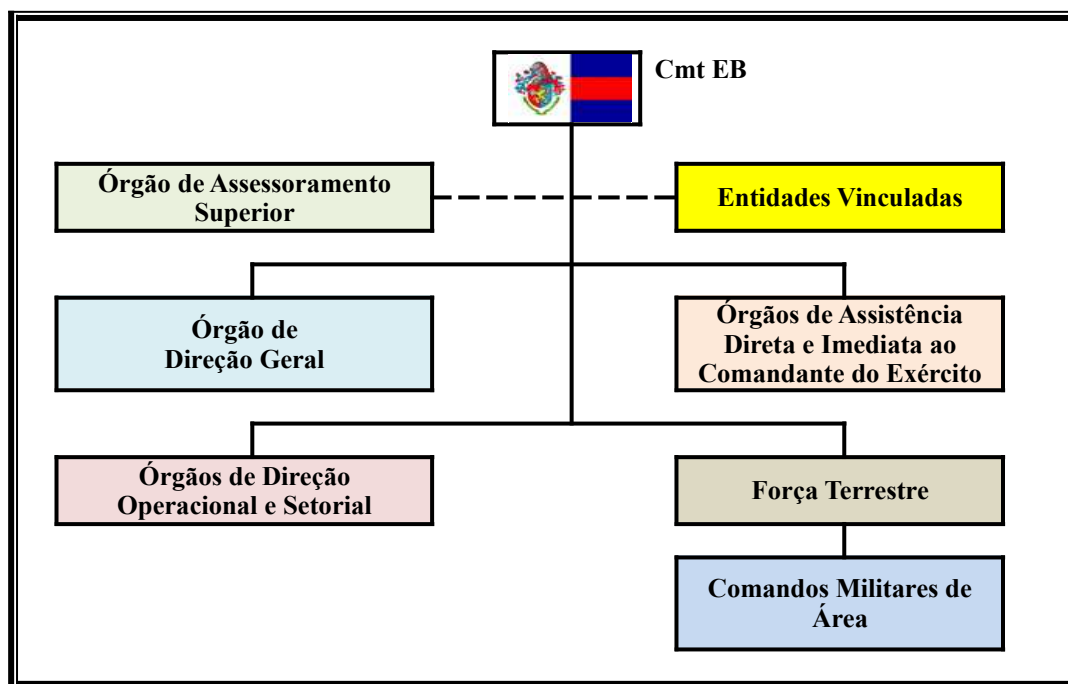 Cmt EB
Órgão de Assessoramento
Superior
Entidades Vinculadas
Órgão de
Direção Geral
Órgãos de Assistência
Direta e Imediata ao
Comandante do Exército
Órgãos de Direção
Operacional e Setorial
Força Terrestre
Comandos Militares de
Área